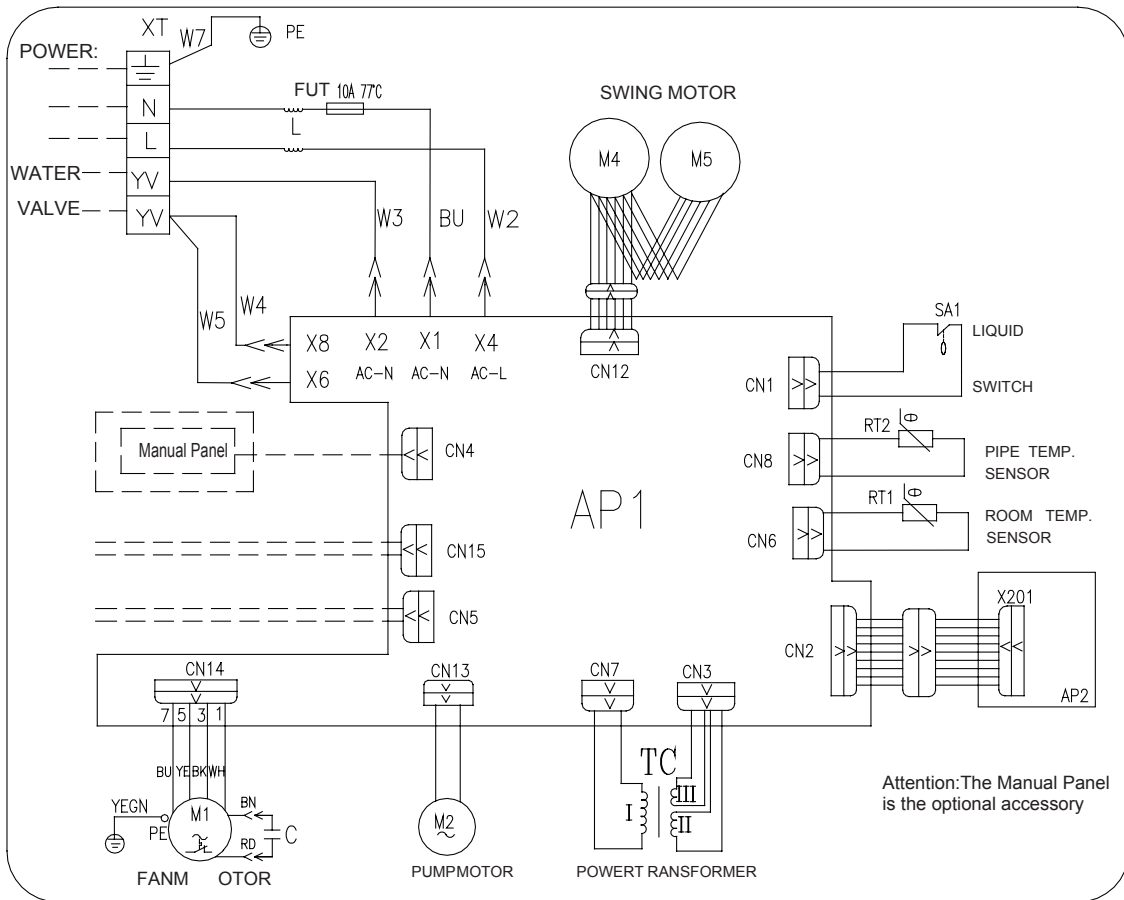 XT
W7
PE
POWER:
N
FUT 10A 77°C
L
L
WATER
YV
VALVE
YV
SWING MOTOR
M4
M5
W3
BU
W2
W4
W5
X8
X2
X1
X4
X6
AC-N
AC-N
AC-L
CN12
SA1
LIQUID
CN1
SWITCH
Manual Panel
CN4
RT2
θ
CN8
PIPE TEMP.
SENSOR
AP1
RT1
θ
ROOM TEMP.
SENSOR
CN6
CN15
CN5
X201
CN2
AP2
CN14
7 5 3 1
CN13
CN7
CN3
BU YE BK WH
TC
III
I
II
YEGN
M1
BN
PE
C
RD
M2
FANM OTOR
PUMPMOTOR
POWERT RANSFORMER
Attention:The Manual Panel
is the optional accessory